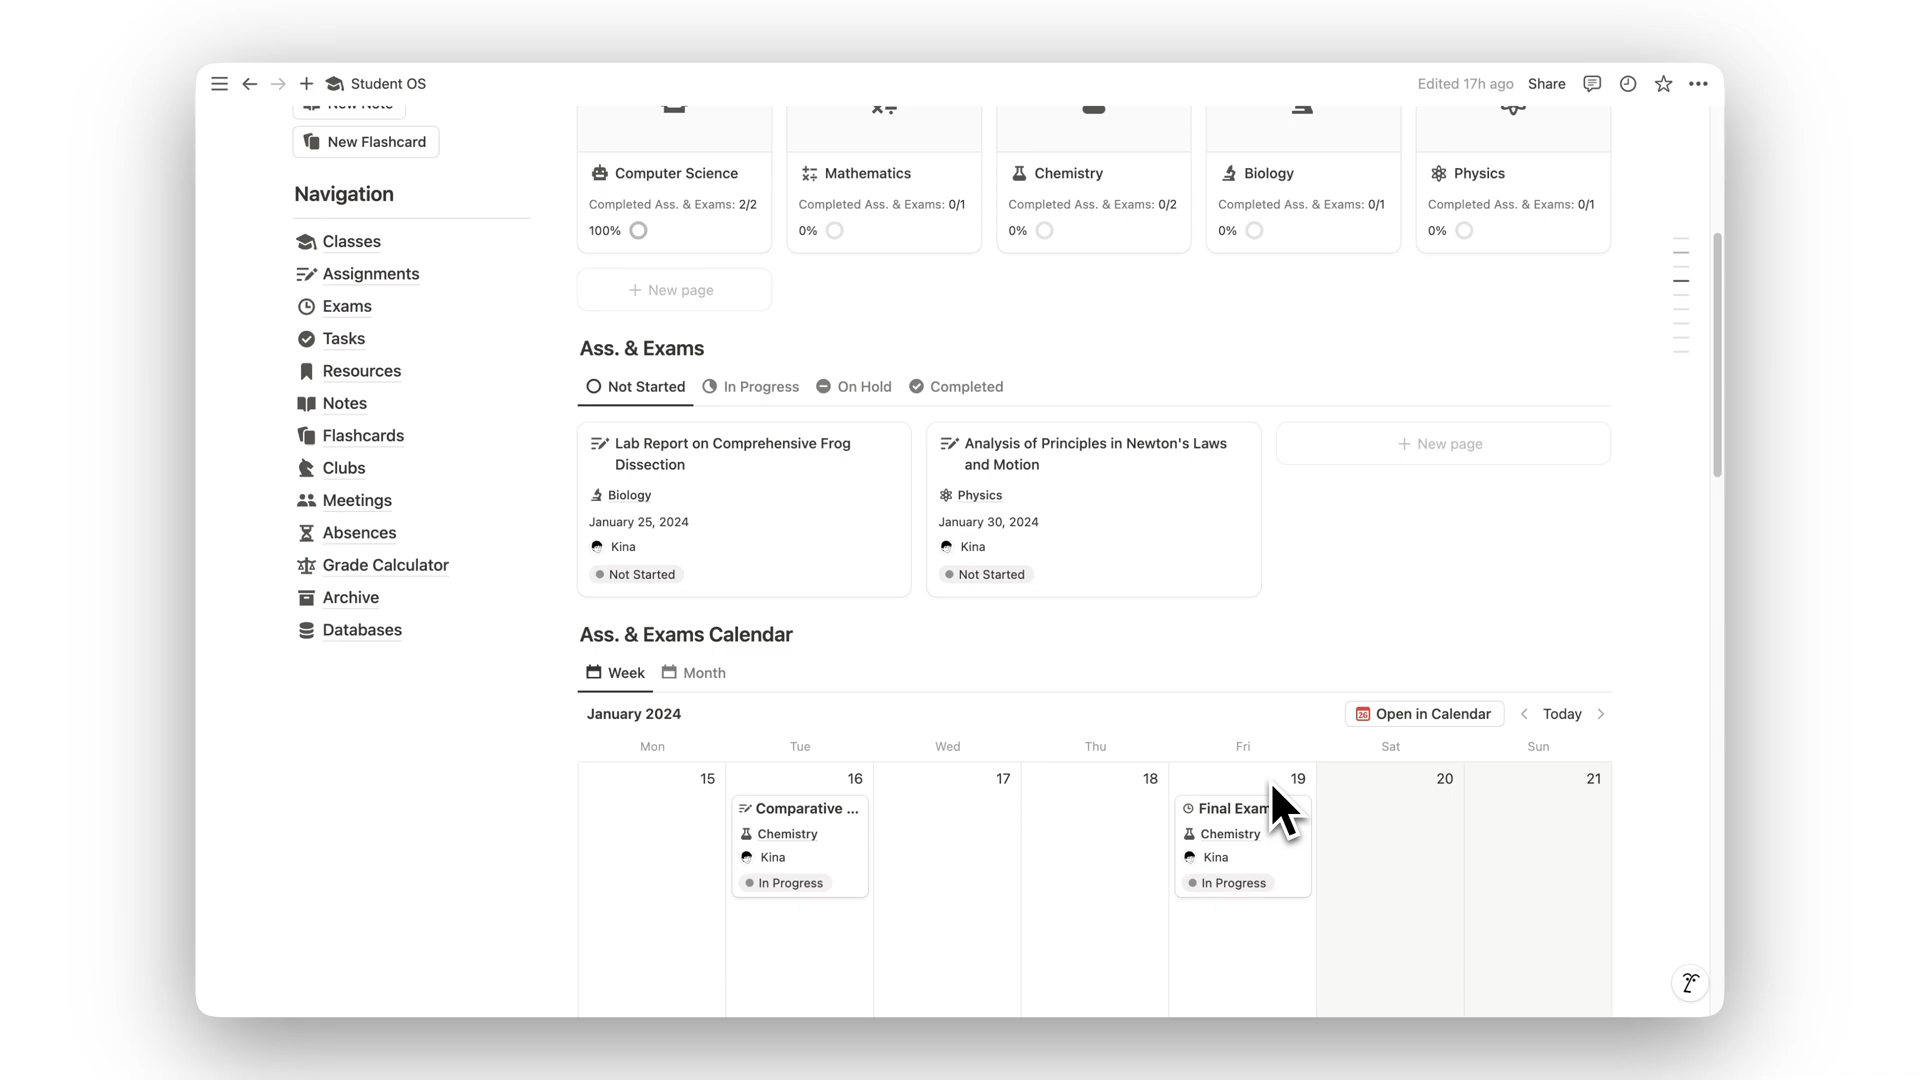 Student OS
Edited 17h ago
Share
New Note
New Flashcard
Navigation
Classes
Assignments
Exams
Tasks
Resources
Notes
Flashcards
Clubs
Meetings
Absences
Grade Calculator
Archive
Databases
Computer Science
Completed Ass. & Exams: 2/2
100%
Mathematics
Completed Ass. & Exams: 0/1
0%
Chemistry
Completed Ass. & Exams: 0/2
0%
Biology
Completed Ass. & Exams: 0/1
0%
Physics
Completed Ass. & Exams: 0/1
0%
+ New page
Ass. & Exams
Not Started
In Progress
On Hold
Completed
Lab Report on Comprehensive Frog
Dissection
Biology
January 25, 2024
Kina
Not Started
Analysis of Principles in Newton's Laws
and Motion
Physics
January 30, 2024
Kina
Not Started
+ New page
Ass. & Exams Calendar
Week
Month
January 2024
26
Open in Calendar
Today
Mon
Tue
Wed
Thu
Fri
Sat
Sun
15
16
17
18
19
20
21
Comparative ...
Chemistry
Kina
In Progress
Final Exam
Chemistry
Kina
In Progress